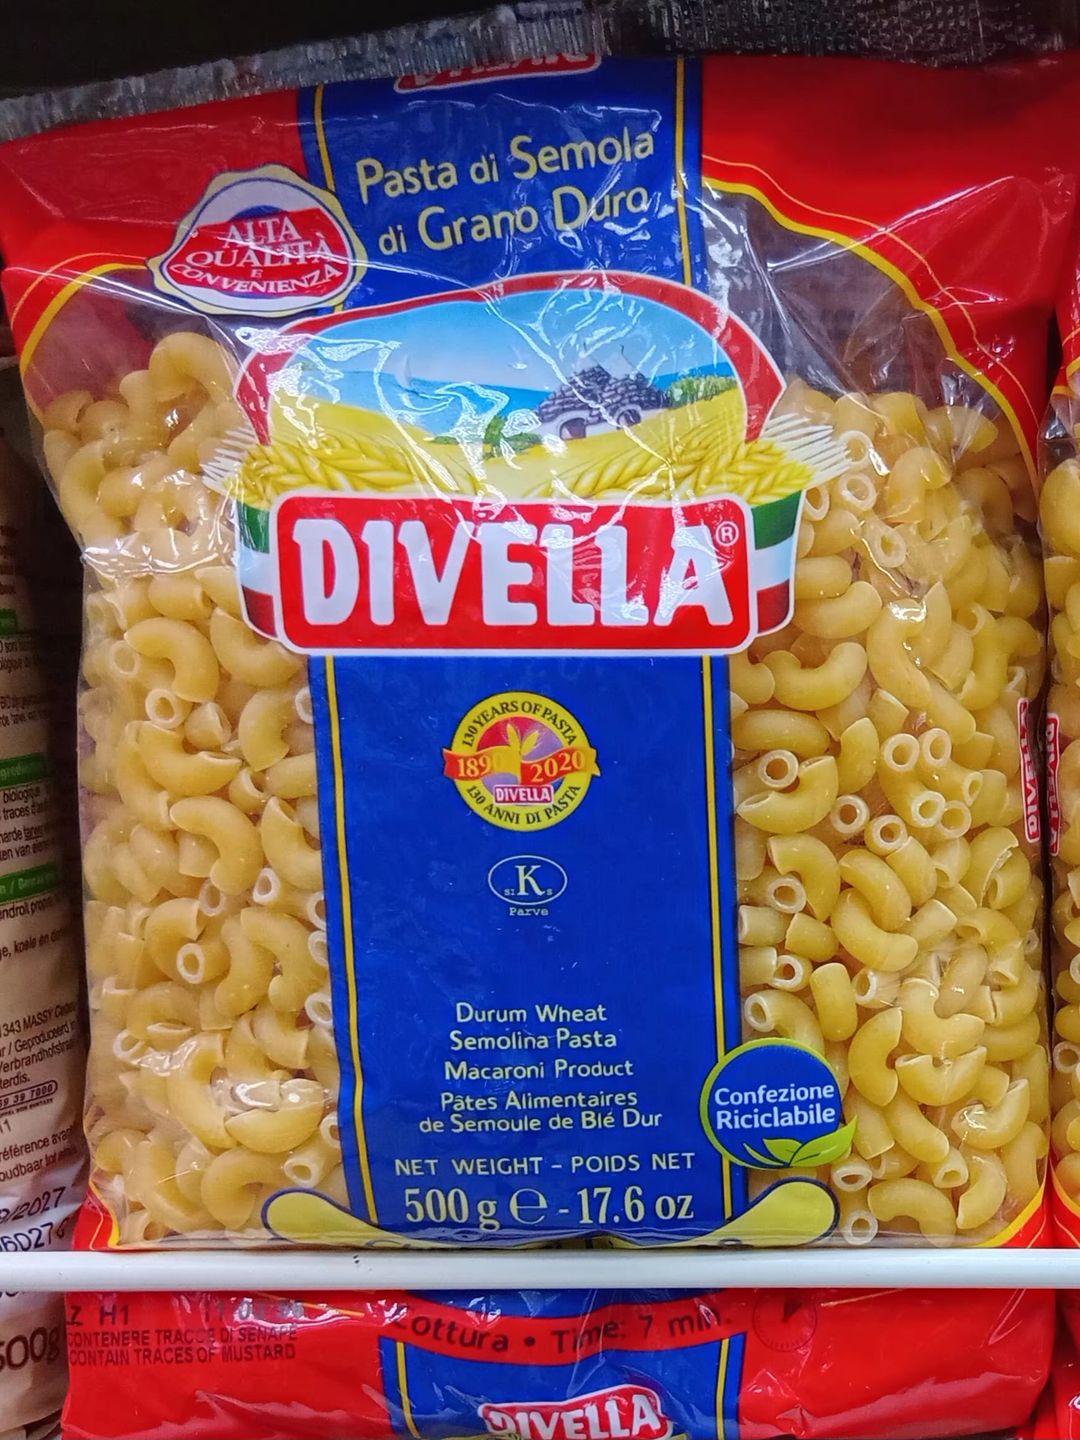 Pasta di Semola
di Grano Duro
ALTA
QUALITÀ
E
CONVENIENZA
DIVELLA®
130 YEARS OF PASTA
1890 2020
DIVELLA
130 ANNI DI PASTA
K
Parve
Durum Wheat
Semolina Pasta
Macaroni Product
Pâtes Alimentaires
de Semoule de Blé Dur
Confezione
Riciclabile
NET WEIGHT – POIDS NET
500 g ℮ - 17.6 oz
DIVELLA
Cottura • Time: 7 min.
H1
CONTENERE TRACCE DI SENAPE
CONTAIN TRACES OF MUSTARD
DIVELLA